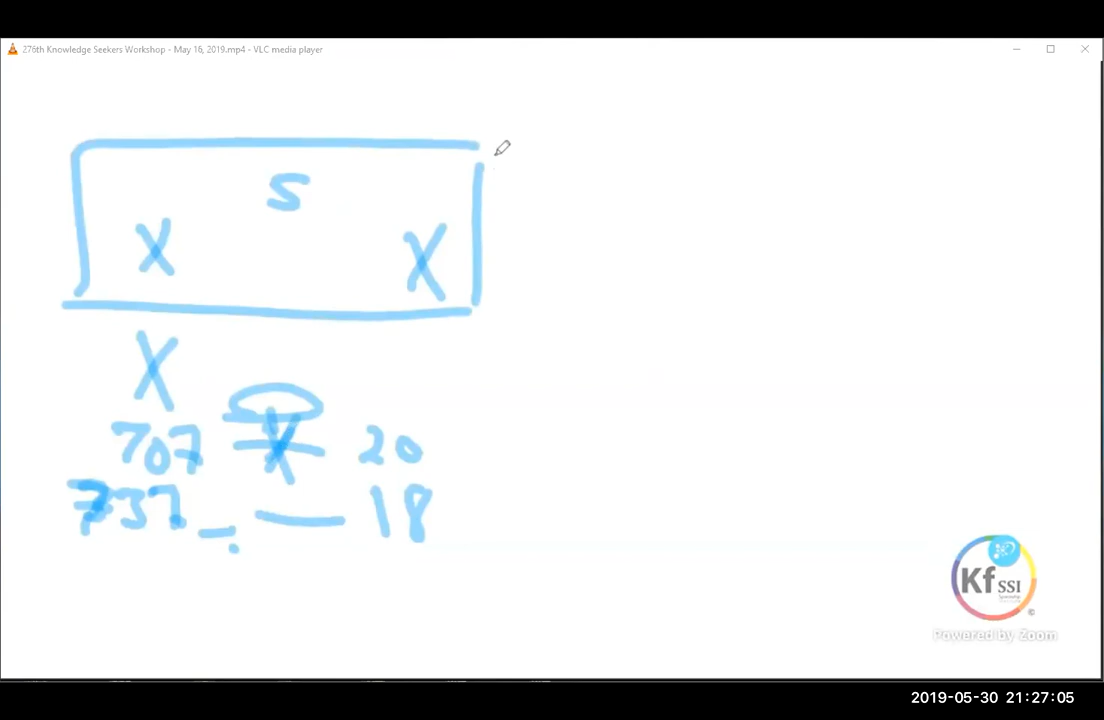 276th Knowledge Seekers Workshop - May 16, 2019.mp4 - VLC media player
S
X X
X
707 X 20
737 18
Kf SSI
©
Powered by Zoom
2019-05-30 21:27:05